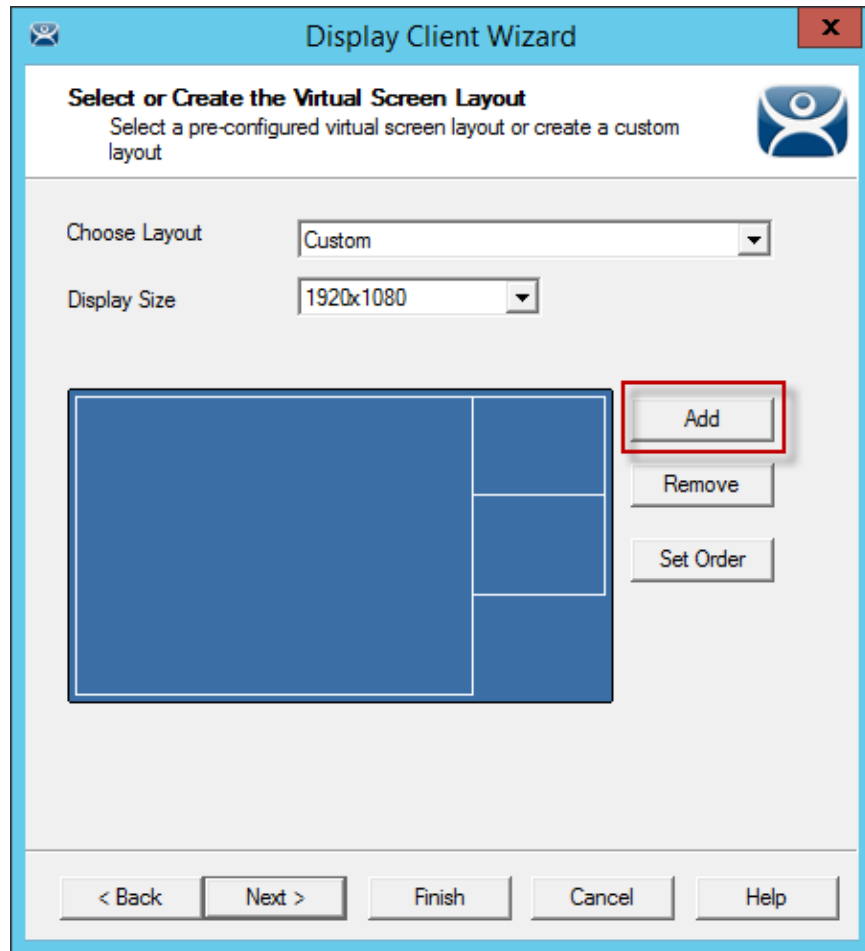 Display Client Wizard
x
Select or Create the Virtual Screen Layout
Select a pre-configured virtual screen layout or create a custom
layout
Choose Layout
Custom
Display Size
1920x1080
Add
Remove
Set Order
< Back
Next >
Finish
Cancel
Help